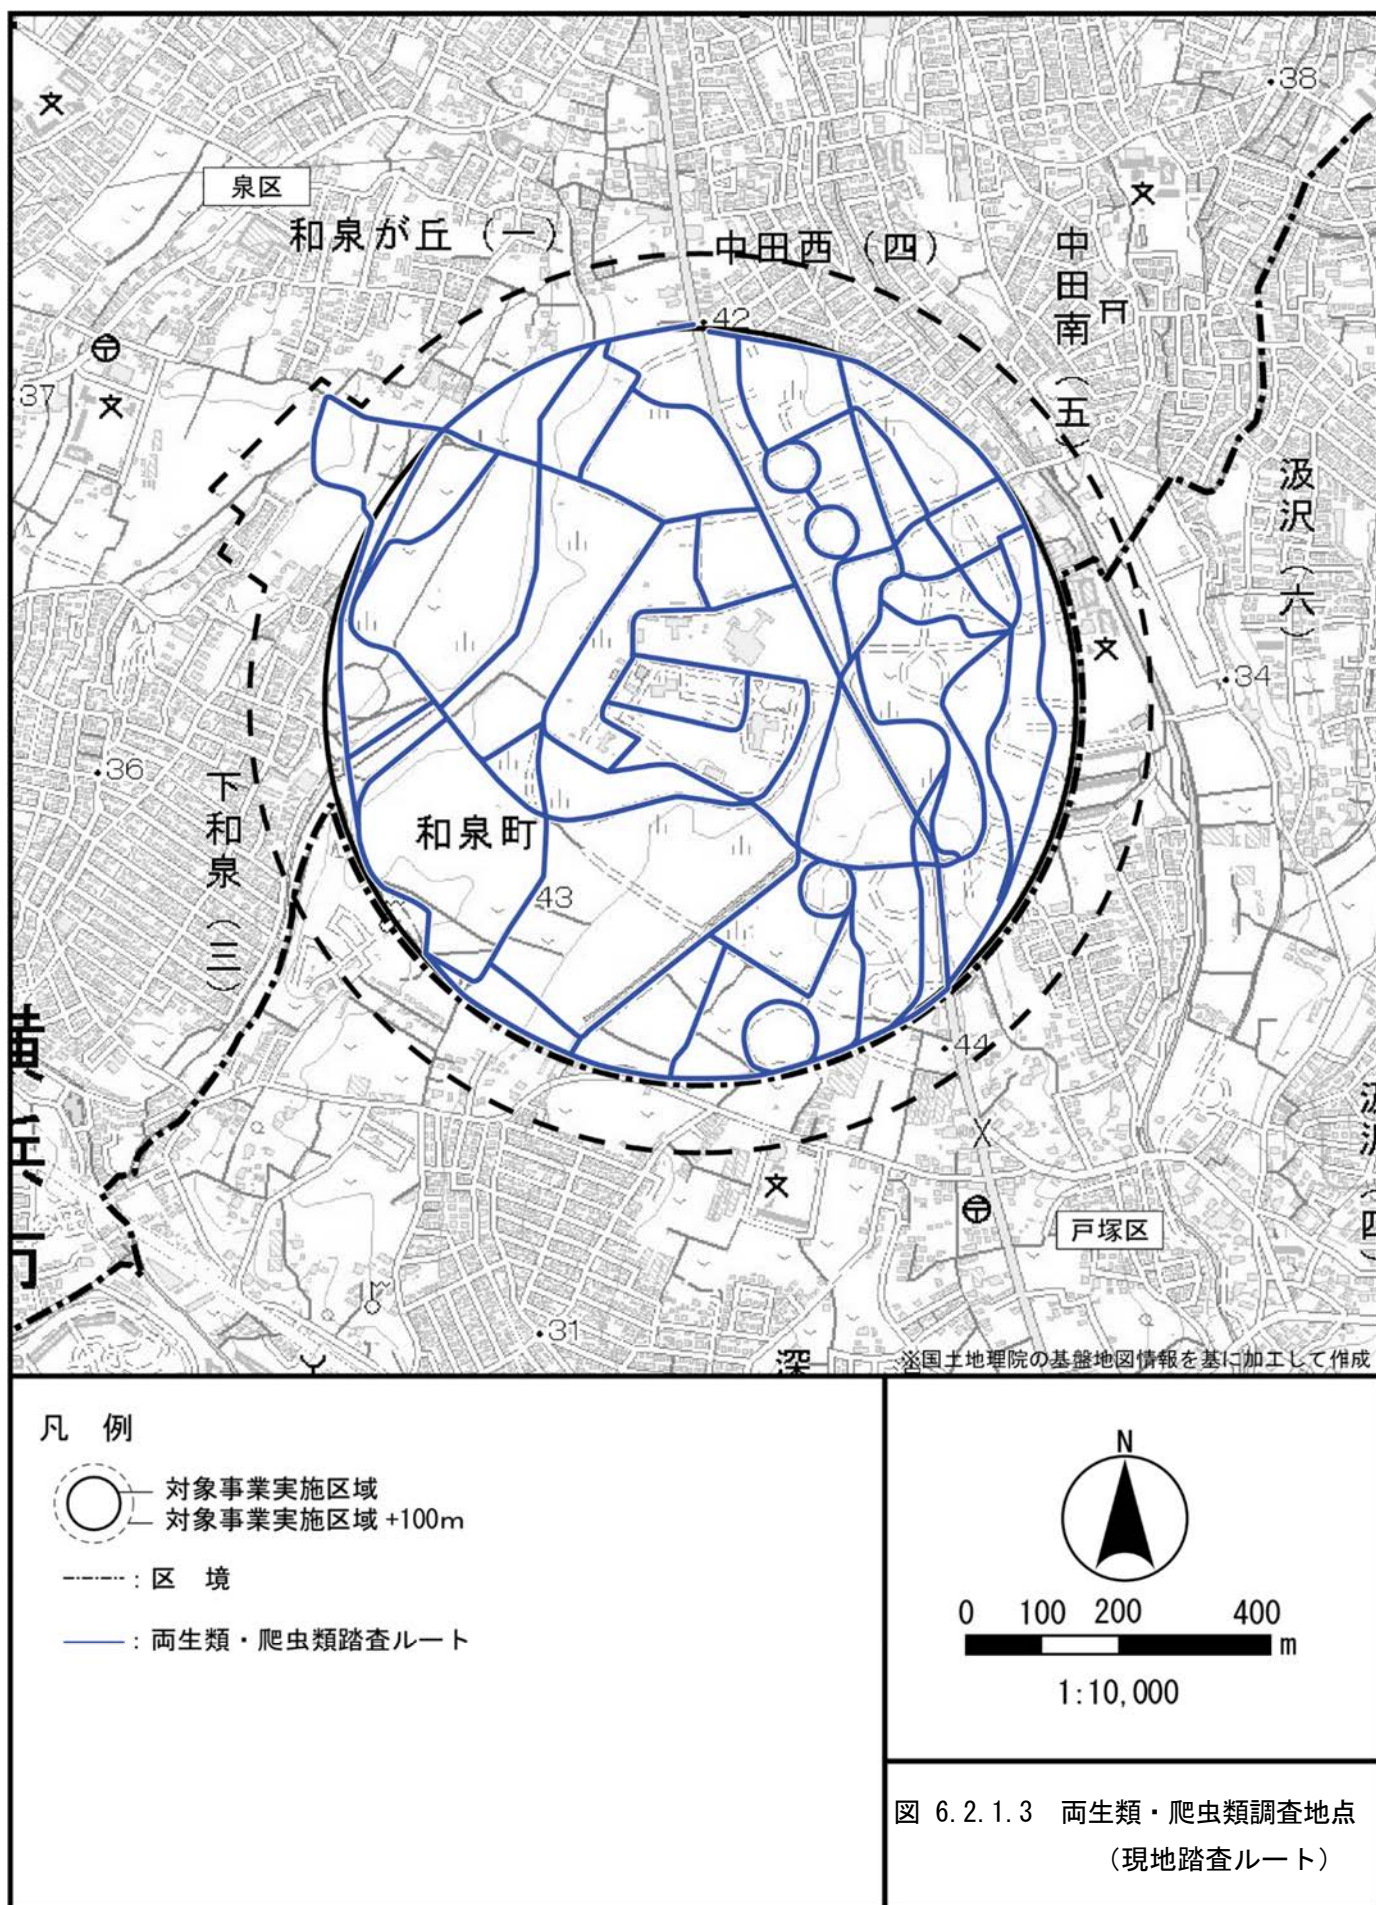 38
泉区
和泉が丘（一）
中田西（四）
中田南（五）
42
37
汲沢（六）
34
36
下和泉（三）
和泉町
43
44
戸塚区
31
深
※国土地理院の基盤地図情報を基に加工して作成
凡 例
対象事業実施区域
対象事業実施区域 +100m
：区 境
：両生類・爬虫類踏査ルート
N
0 100 200 400
m
1:10,000
図 6.2.1.3 両生類・爬虫類調査地点
（現地踏査ルート）